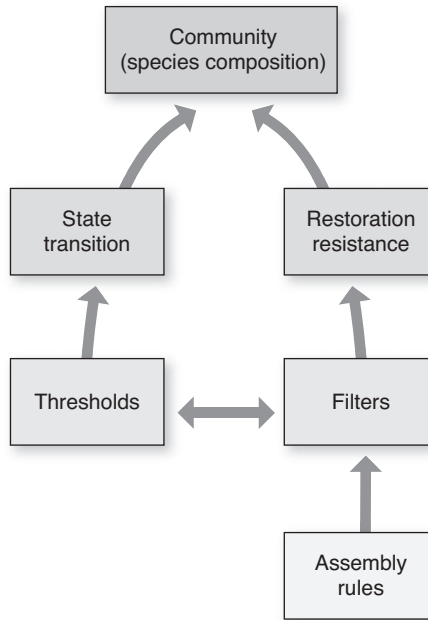 Community
(species composition)
State
transition
Restoration
resistance
Thresholds
Filters
Assembly
rules